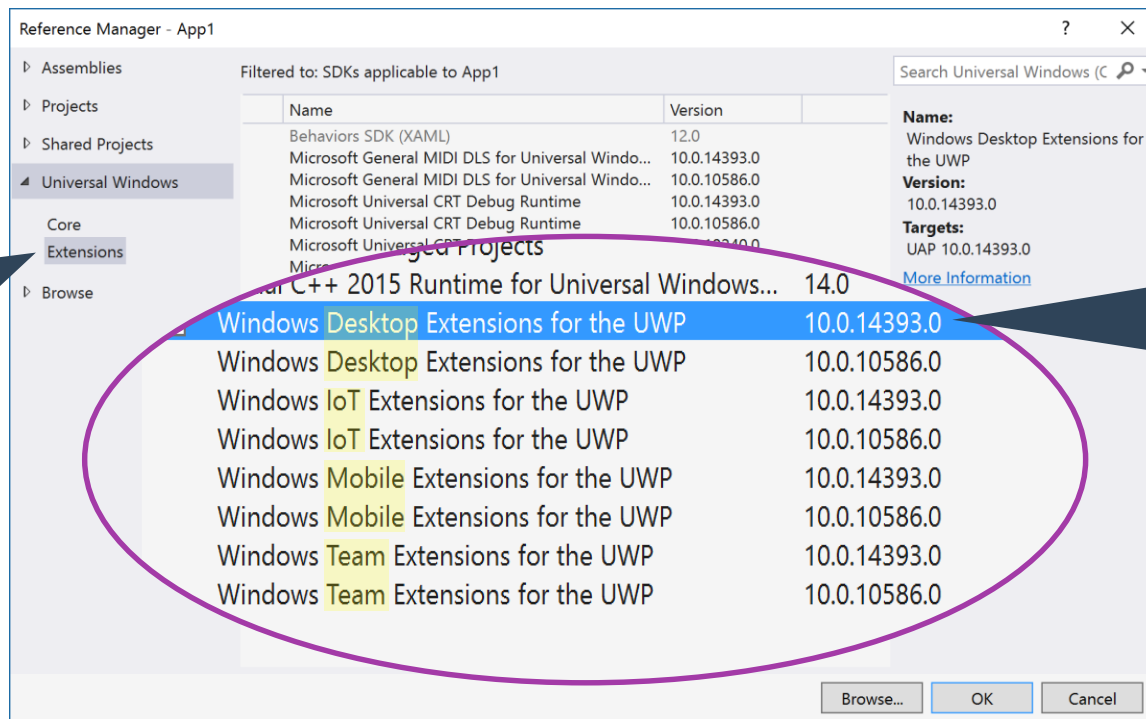 Reference Manager - App1
? ×
Assemblies
Projects
Shared Projects
Universal Windows
Core
Extensions
Browse
Filtered to: SDKs applicable to App1
Name Version
Behaviors SDK (XAML) 12.0
Microsoft General MIDI DLS for Universal Windo... 10.0.14393.0
Microsoft General MIDI DLS for Universal Windo... 10.0.10586.0
Microsoft Universal CRT Debug Runtime 10.0.14393.0
Microsoft Universal CRT Debug Runtime 10.0.10586.0
Microsoft Universal
Projects
C++ 2015 Runtime for Universal Windows... 14.0
Windows Desktop Extensions for the UWP 10.0.14393.0
Windows Desktop Extensions for the UWP 10.0.10586.0
Windows IoT Extensions for the UWP 10.0.14393.0
Windows IoT Extensions for the UWP 10.0.10586.0
Windows Mobile Extensions for the UWP 10.0.14393.0
Windows Mobile Extensions for the UWP 10.0.10586.0
Windows Team Extensions for the UWP 10.0.14393.0
Windows Team Extensions for the UWP 10.0.10586.0
Search Universal Windows (C
Name:
Windows Desktop Extensions for
the UWP
Version:
10.0.14393.0
Targets:
UAP 10.0.14393.0
More Information
Browse... OK Cancel